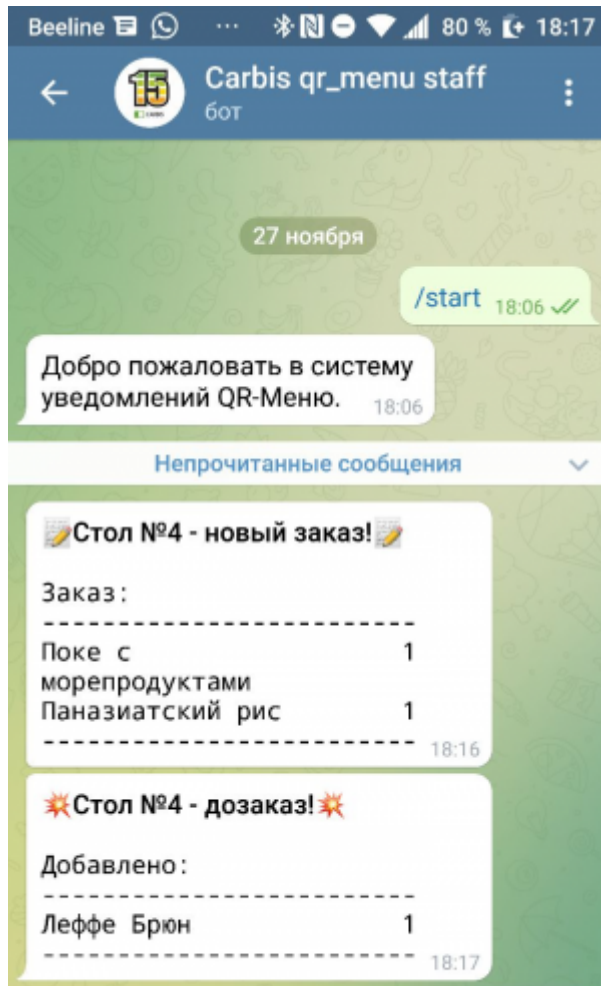 Beeline ... 80 % 18:17
Carbis qr_menu staff
15
CARBIS
бот
27 ноября
/start 18:06
Добро пожаловать в систему
уведомлений QR-Меню. 18:06
Непрочитанные сообщения
📝Стол №4 - новый заказ!📝
Заказ:
-------------------------
Поке с 1
морепродуктами
Паназиатский рис 1
------------------------- 18:16
💥Стол №4 - дозаказ!💥
Добавлено:
-------------------------
Леффе Брюн 1
------------------------- 18:17